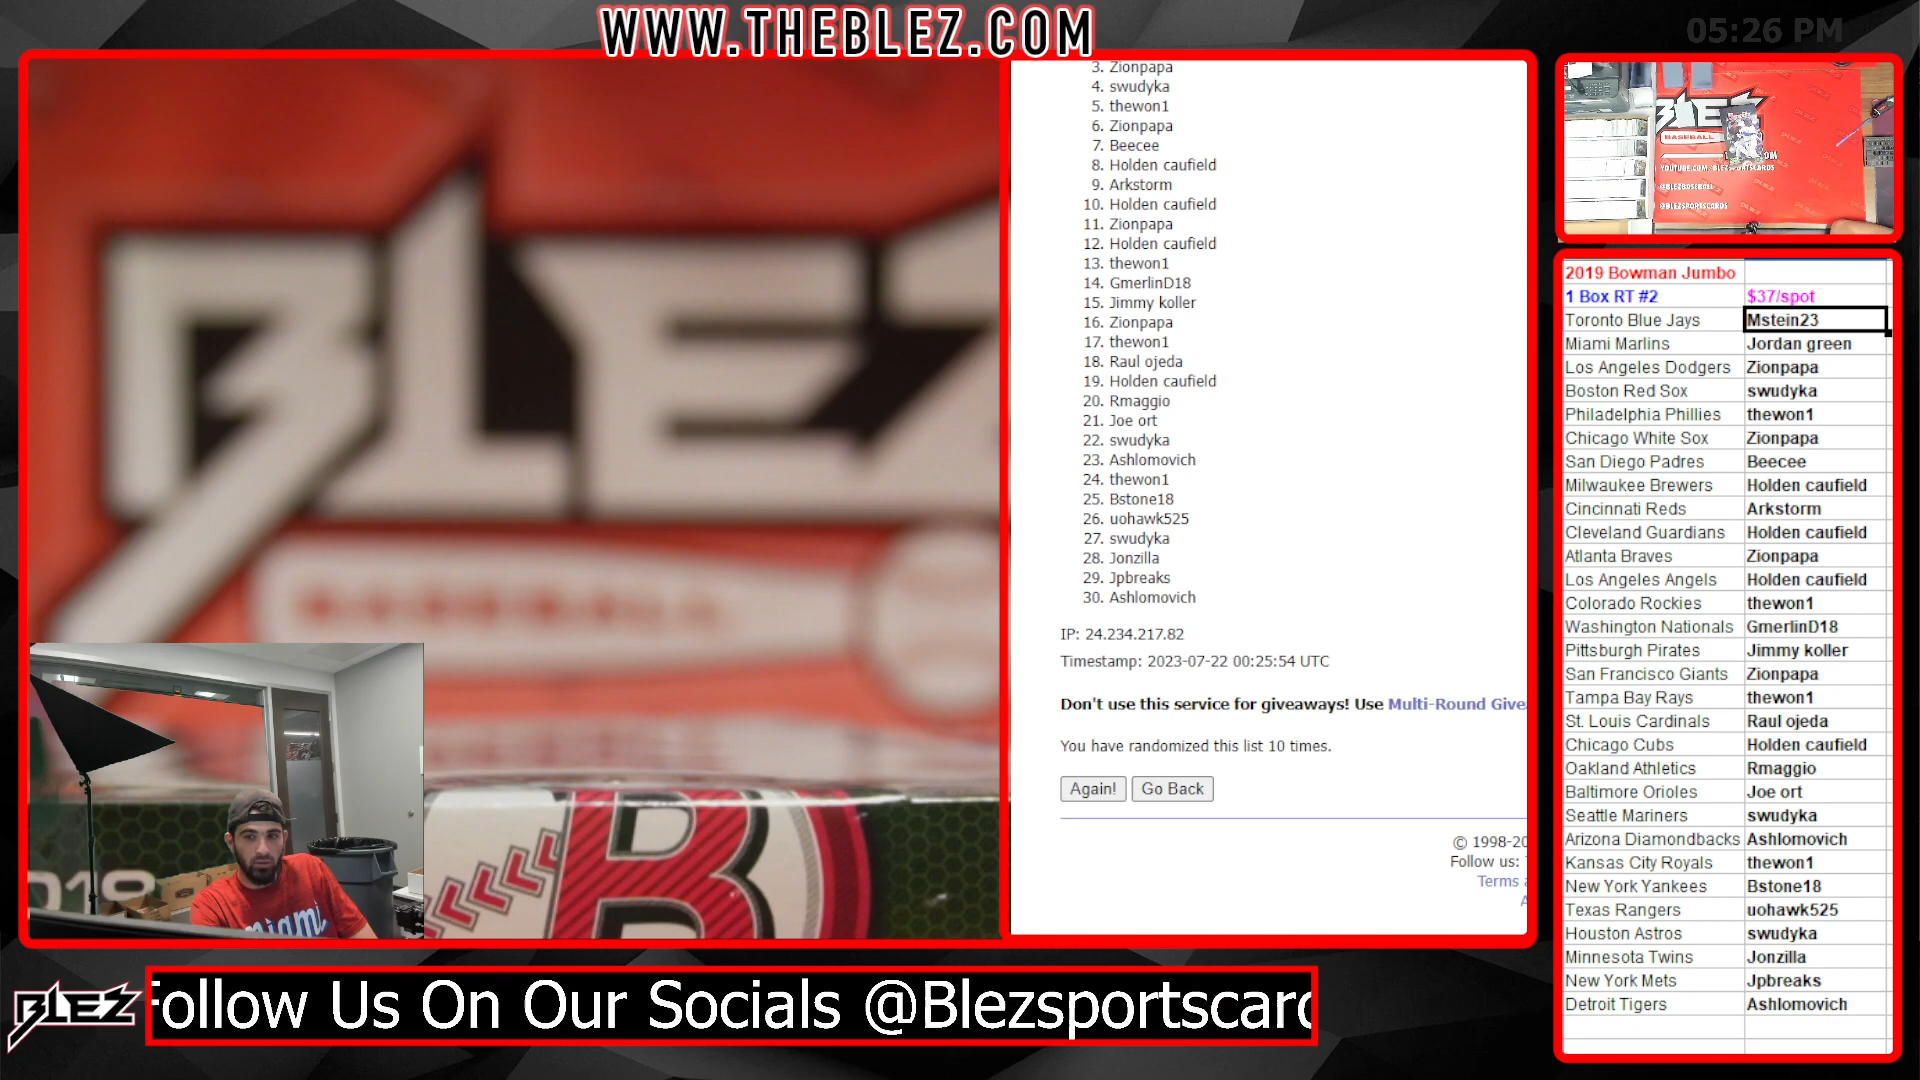 WWW.THEBLEZ.COM
05:26 PM
3. Zionpapa
4. swudyka
5. thewon1
6. Zionpapa
7. Beecee
8. Holden caufield
9. Arkstorm
10. Holden caufield
11. Zionpapa
12. Holden caufield
13. thewon1
14. GmerlinD18
15. Jimmy koller
16. Zionpapa
17. thewon1
18. Raul ojeda
19. Holden caufield
20. Rmaggio
21. Joe ort
22. swudyka
23. Ashlomovich
24. thewon1
25. Bstone18
26. uohawk525
27. swudyka
28. Jonzilla
29. Jpbreaks
30. Ashlomovich
IP: 24.234.217.82
Timestamp: 2023-07-22 00:25:54 UTC
Don't use this service for giveaways! Use Multi-Round Give
You have randomized this list 10 times.
Again! Go Back
© 1998-20
Follow us:
Terms
BLEZ
BASEBALL
B
Miami
BLEZ
BASEBALL
YOUTUBE.COM/BLEZSPORTSCARDS
@BLEZBASEBALL
@BLEZSPORTSCARDS
2019 Bowman Jumbo
1 Box RT #2 $37/spot
Toronto Blue Jays Mstein23
Miami Marlins Jordan green
Los Angeles Dodgers Zionpapa
Boston Red Sox swudyka
Philadelphia Phillies thewon1
Chicago White Sox Zionpapa
San Diego Padres Beecee
Milwaukee Brewers Holden caufield
Cincinnati Reds Arkstorm
Cleveland Guardians Holden caufield
Atlanta Braves Zionpapa
Los Angeles Angels Holden caufield
Colorado Rockies thewon1
Washington Nationals GmerlinD18
Pittsburgh Pirates Jimmy koller
San Francisco Giants Zionpapa
Tampa Bay Rays thewon1
St. Louis Cardinals Raul ojeda
Chicago Cubs Holden caufield
Oakland Athletics Rmaggio
Baltimore Orioles Joe ort
Seattle Mariners swudyka
Arizona Diamondbacks Ashlomovich
Kansas City Royals thewon1
New York Yankees Bstone18
Texas Rangers uohawk525
Houston Astros swudyka
Minnesota Twins Jonzilla
New York Mets Jpbreaks
Detroit Tigers Ashlomovich
BLEZ
Follow Us On Our Socials @Blezsportscard